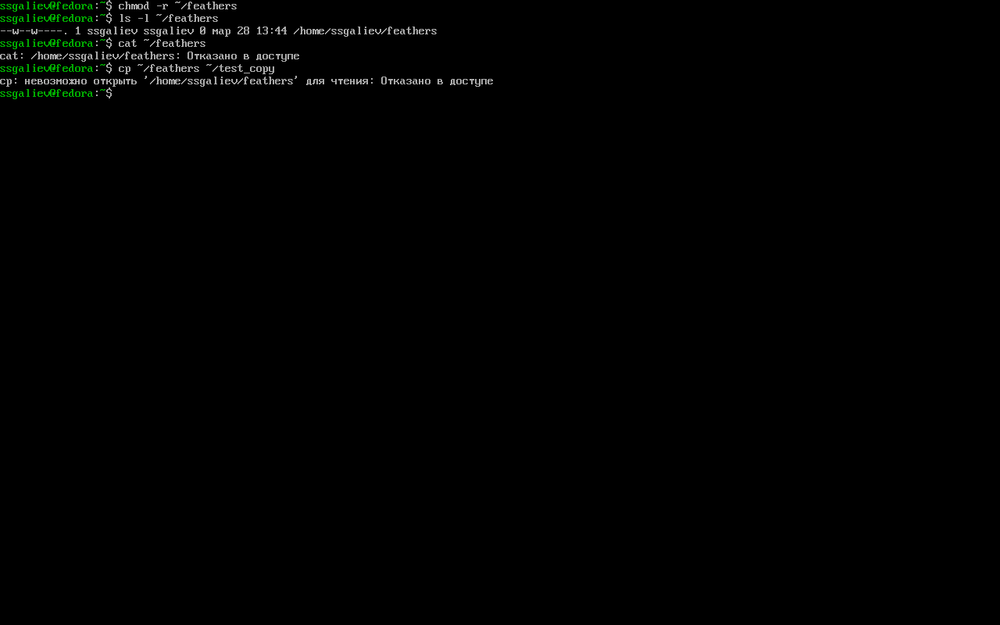 ssgaliev@fedora:~$ chmod -r ~/feathers
ssgaliev@fedora:~$ ls -l ~/feathers
--w--w----. 1 ssgaliev ssgaliev 0 мар 28 13:44 /home/ssgaliev/feathers
ssgaliev@fedora:~$ cat ~/feathers
cat: /home/ssgaliev/feathers: Отказано в доступе
ssgaliev@fedora:~$ cp ~/feathers ~/test_copy
cp: невозможно открыть '/home/ssgaliev/feathers' для чтения: Отказано в доступе
ssgaliev@fedora:~$